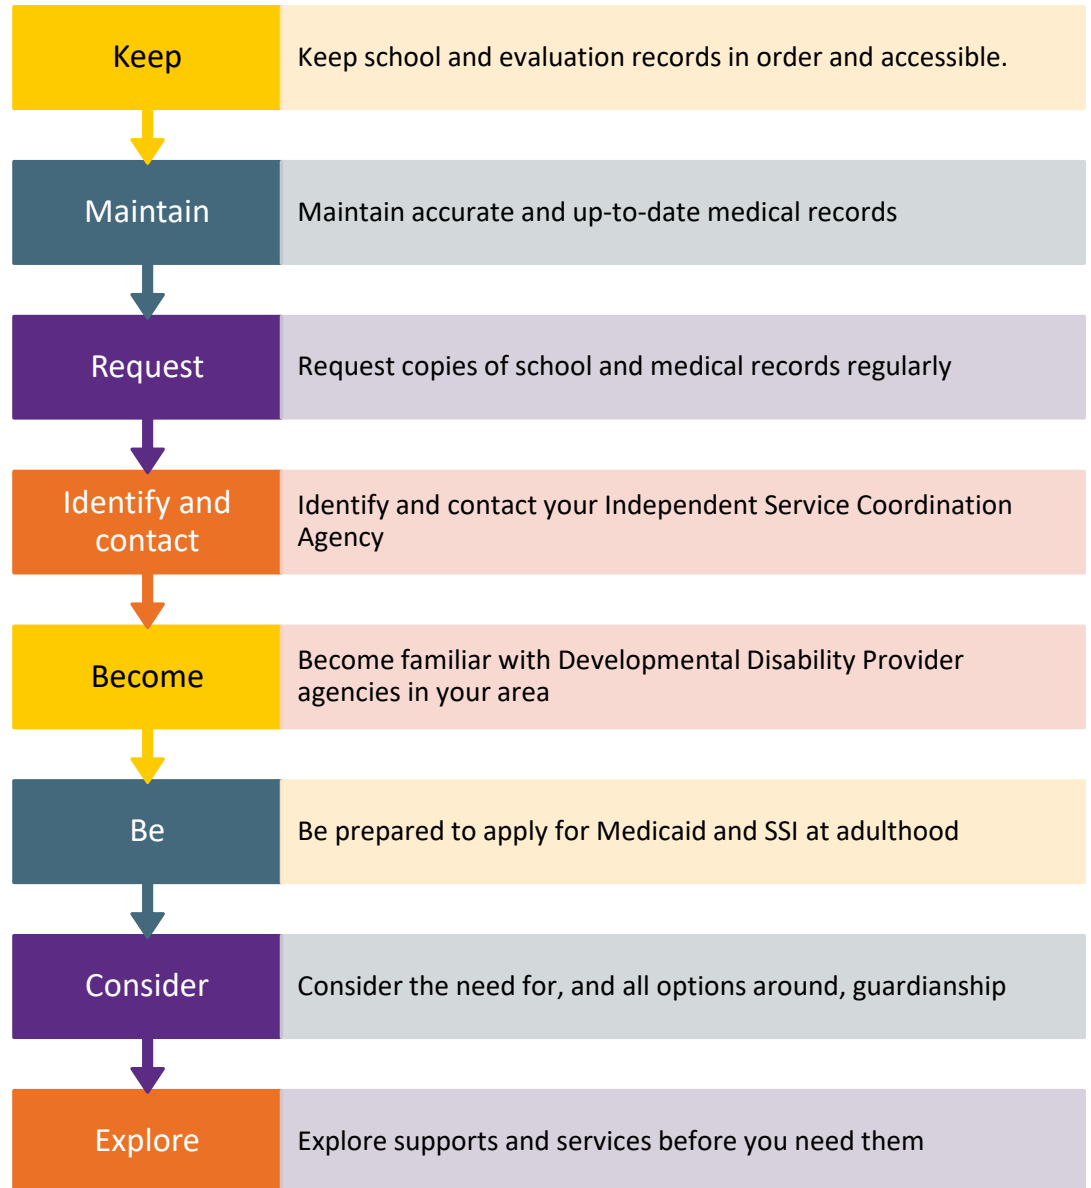 Keep
Keep school and evaluation records in order and accessible.
Maintain
Maintain accurate and up-to-date medical records
Request
Request copies of school and medical records regularly
Identify and
contact
Identify and contact your Independent Service Coordination
Agency
Become
Become familiar with Developmental Disability Provider
agencies in your area
Be
Be prepared to apply for Medicaid and SSI at adulthood
Consider
Consider the need for, and all options around, guardianship
Explore
Explore supports and services before you need them